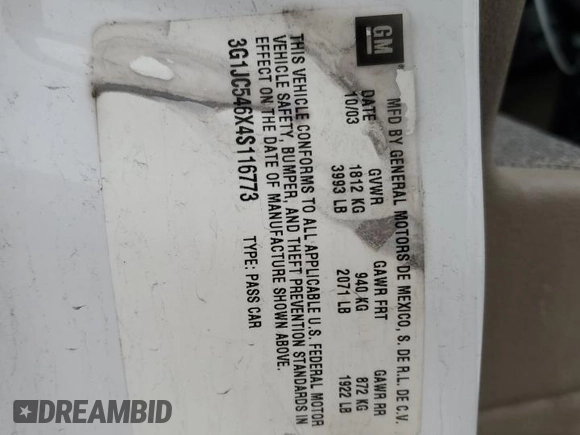 GM
MFD BY GENERAL MOTORS DE MEXICO, S. DE R.L. DE C.V.
DATE GVWR GAWR FRT GAWR RR
10/03 1812 KG 940 KG 872 KG
3993 LB 2071 LB 1922 LB
THIS VEHICLE CONFORMS TO ALL APPLICABLE U.S. FEDERAL MOTOR
VEHICLE SAFETY, BUMPER, AND THEFT PREVENTION STANDARDS IN
EFFECT ON THE DATE OF MANUFACTURE SHOWN ABOVE.
3G1JC546X4S116773 TYPE: PASS CAR
DREAMBID